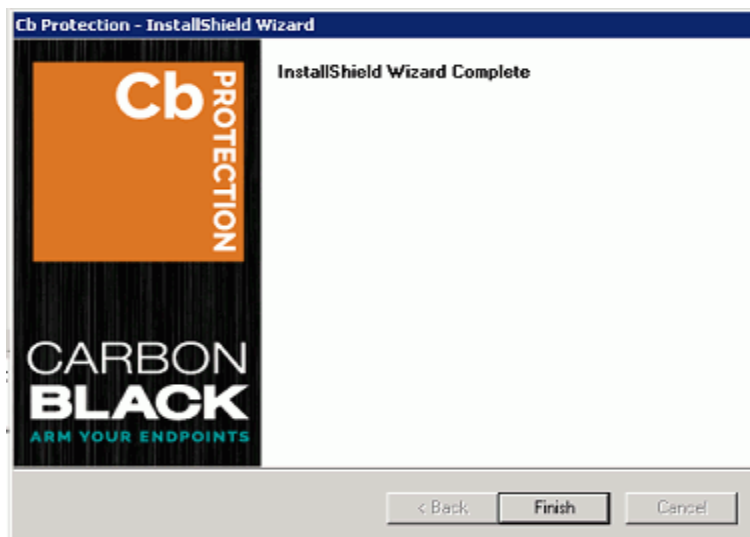 Cb Protection - InstallShield Wizard
InstallShield Wizard Complete
Cb
PROTECTION
CARBON
BLACK
ARM YOUR ENDPOINTS
< Back
Finish
Cancel